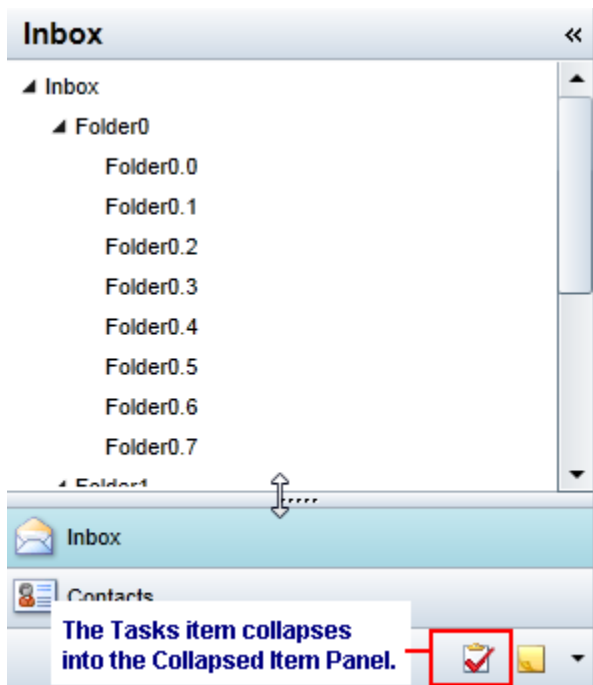 Inbox
Inbox
Folder0
Folder0.0
Folder0.1
Folder0.2
Folder0.3
Folder0.4
Folder0.5
Folder0.6
Folder0.7
Folder1
Inbox
Contacts
The Tasks item collapses
into the Collapsed Item Panel.